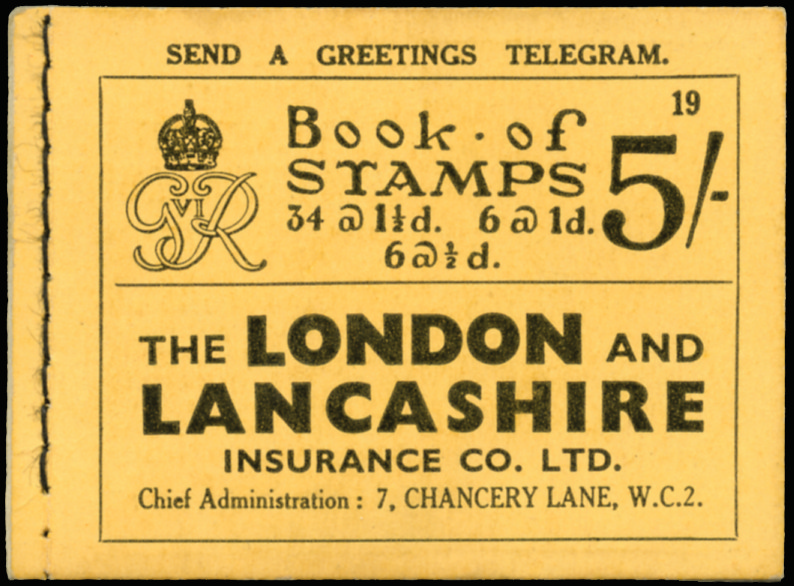 SEND A GREETINGS TELEGRAM.
19
GVIR
Book·of
STAMPS
5/-
34 @ 1½d. 6 @ 1d.
6 @ ½d.
THE LONDON AND
LANCASHIRE
INSURANCE CO. LTD.
Chief Administration : 7, CHANCERY LANE, W.C.2.